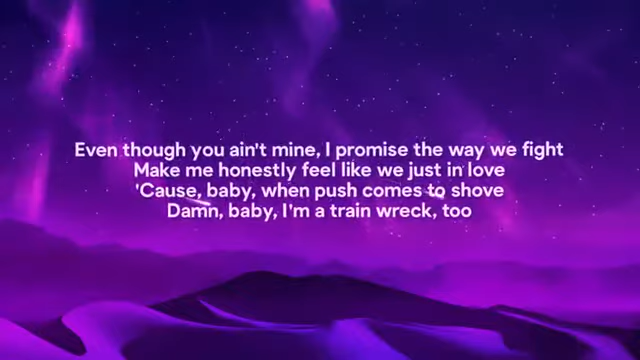 Even though you ain't mine, I promise the way we fight
Make me honestly feel like we just in love
'Cause, baby, when push comes to shove
Damn, baby, I'm a train wreck, too